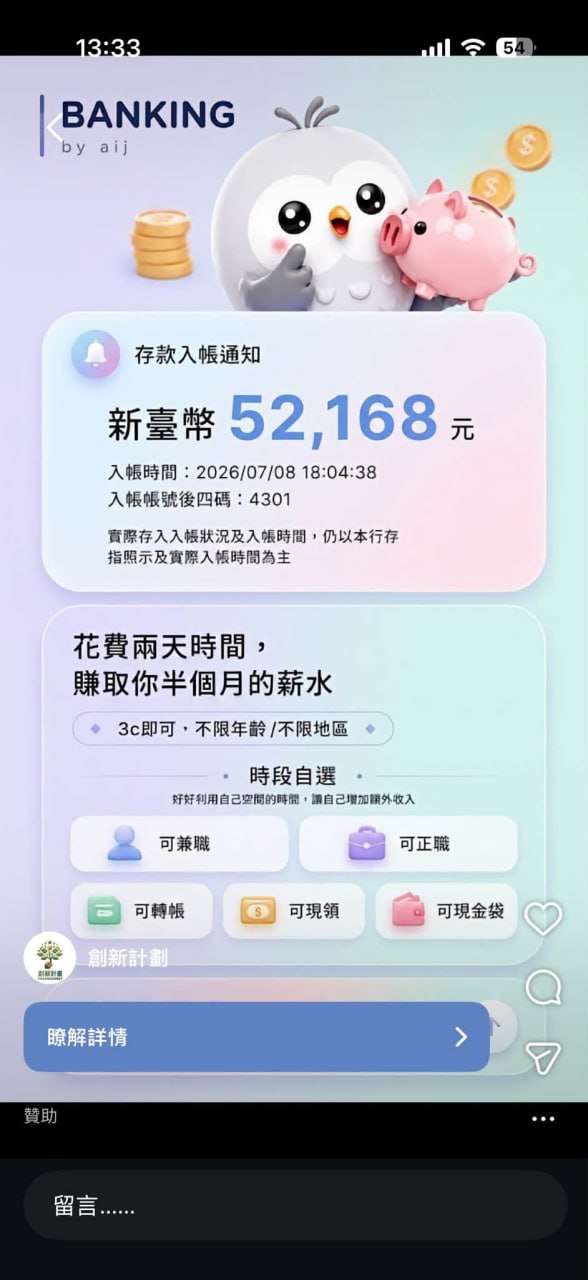 13:33
54
BANKING
by aij
存款入帳通知
新臺幣 52,168 元
入帳時間：2026/07/08 18:04:38
入帳帳號後四碼：4301
實際存入入帳狀況及入帳時間，仍以本行存
指照示及實際入帳時間為主
花費兩天時間，
賺取你半個月的薪水
3c即可，不限年齡/不限地區
時段自選
好好利用自己空間的時間，讓自己增加額外收入
可兼職
可正職
可轉帳
可現領
可現金袋
創新計劃
瞭解詳情
贊助
留言......